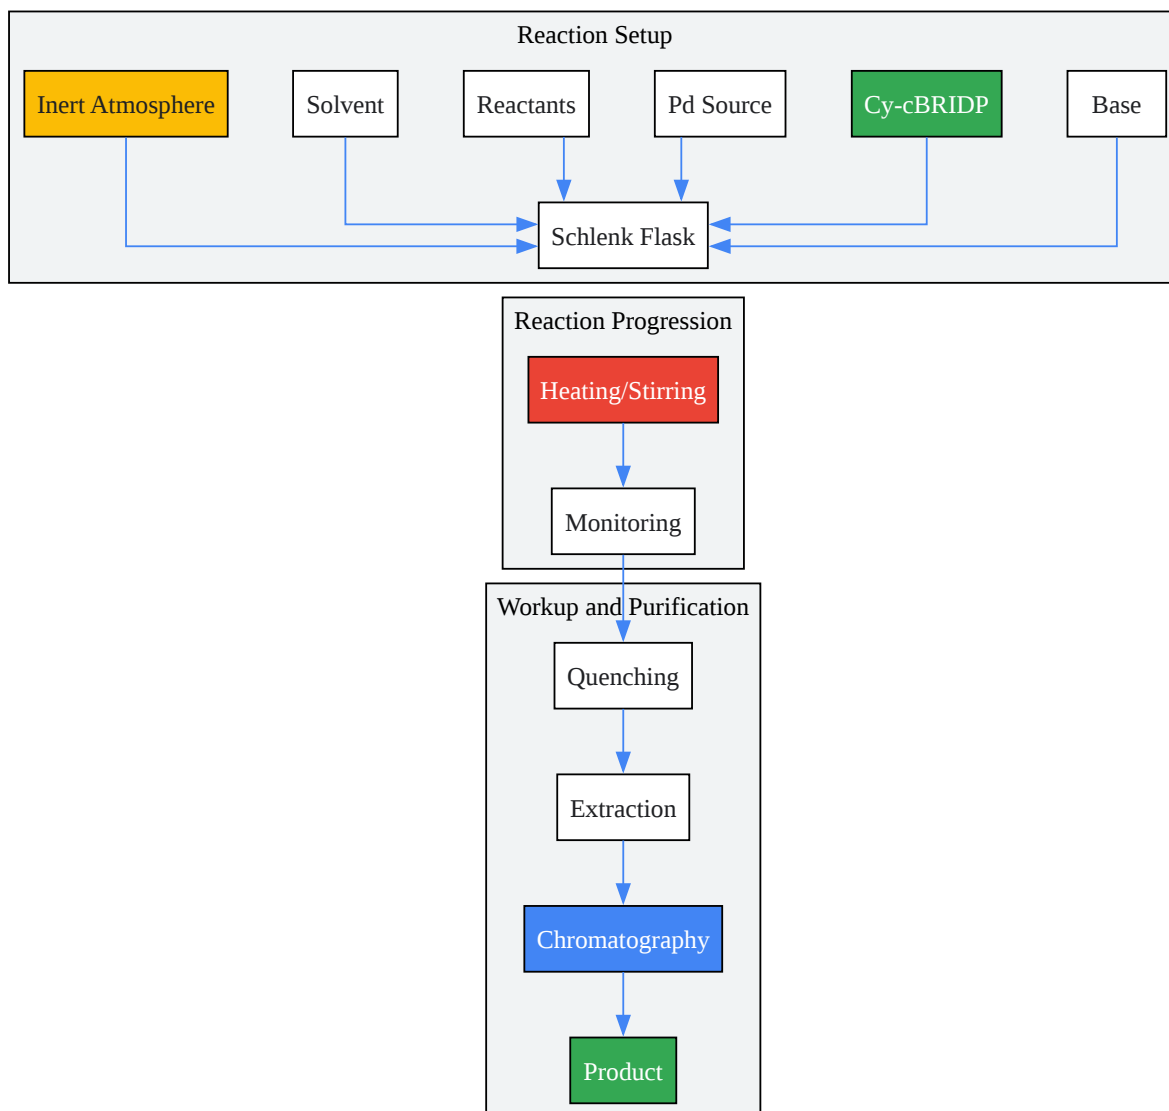 Reaction Setup
Inert Atmosphere
Solvent
Reactants
Pd Source
Cy-cBRIDP
Base
Schlenk Flask
Reaction Progression
Heating/Stirring
Monitoring
Workup and Purification
Quenching
Extraction
Chromatography
Product